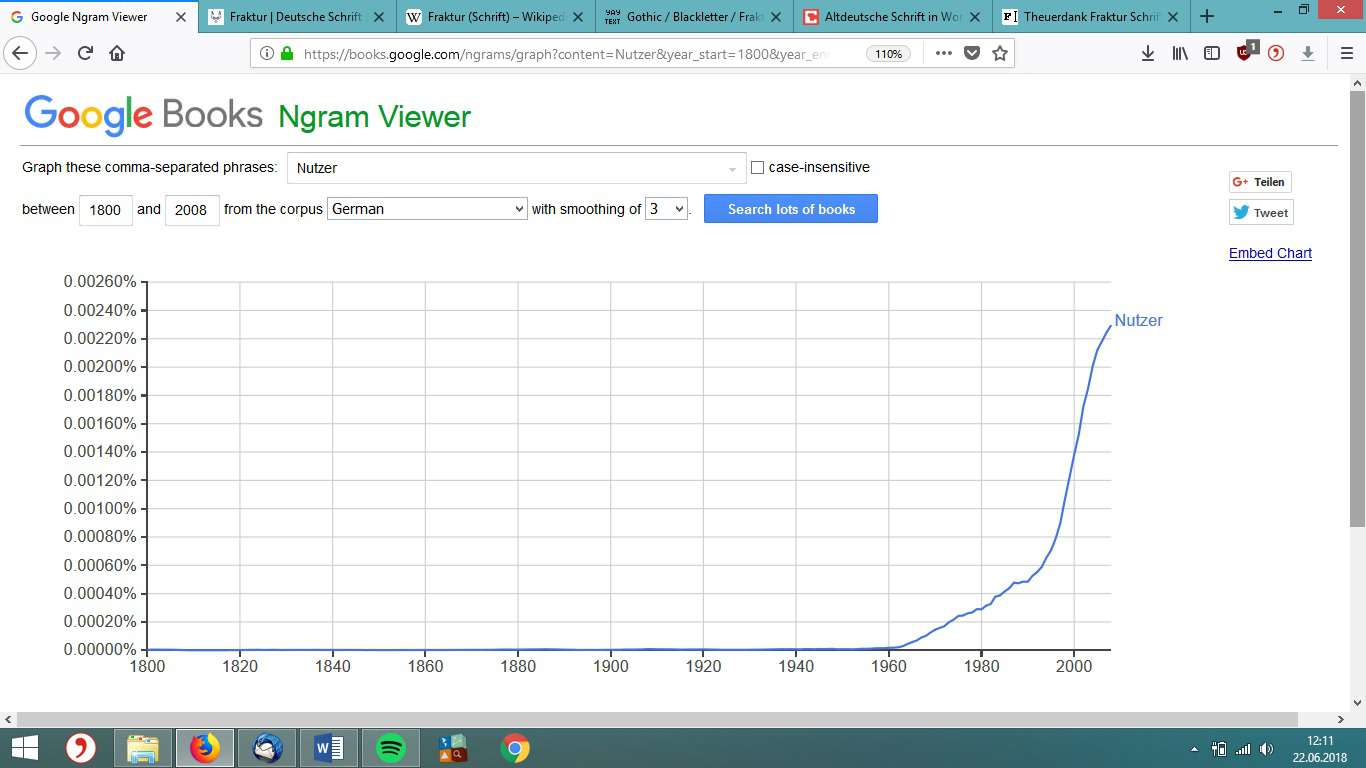 Google Ngram Viewer
Fraktur | Deutsche Schrift
Fraktur (Schrift) – Wikiped
YAY TEXT
Gothic / Blackletter / Frakt
Altdeutsche Schrift in Wor
Theuerdank Fraktur Schrif
https://books.google.com/ngrams/graph?content=Nutzer&year_start=1800&year_en
110%
1
Google Books Ngram Viewer
Graph these comma-separated phrases: Nutzer case-insensitive
between 1800 and 2008 from the corpus German with smoothing of 3 . Search lots of books
G+ Teilen
Tweet
Embed Chart
0.00260%
0.00240%
0.00220%
0.00200%
0.00180%
0.00160%
0.00140%
0.00120%
0.00100%
0.00080%
0.00060%
0.00040%
0.00020%
0.00000%
Nutzer
1800 1820 1840 1860 1880 1900 1920 1940 1960 1980 2000
12:11
22.06.2018